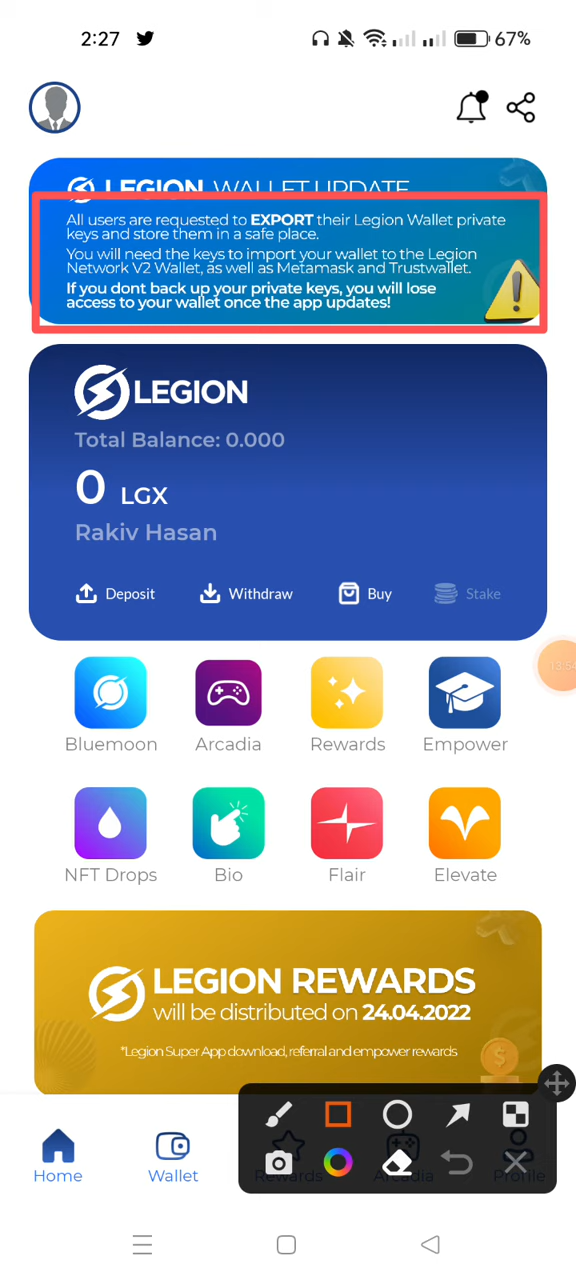 2:27
67%
LEGION WALLET UPDATE
All users are requested to EXPORT their Legion Wallet private
keys and store them in a safe place.
You will need the keys to import your wallet to the Legion
Network V2 Wallet, as well as Metamask and Trustwallet.
If you dont back up your private keys, you will lose
access to your wallet once the app updates!
LEGION
Total Balance: 0.000
0 LGX
Rakiv Hasan
Deposit Withdraw Buy Stake
13:54
Bluemoon Arcadia Rewards Empower
NFT Drops Bio Flair Elevate
LEGION REWARDS
will be distributed on 24.04.2022
*Legion Super App download, referral and empower rewards
Home Wallet Rewards Arcadia Profile